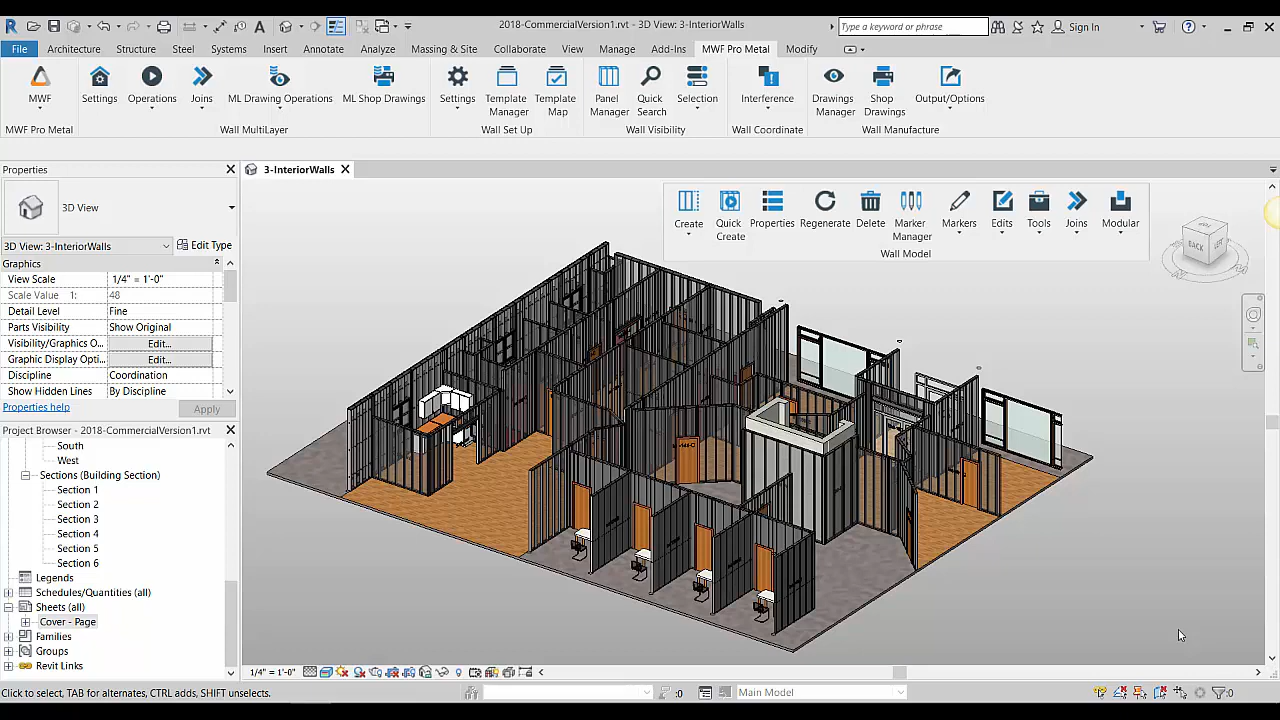 2018-CommercialVersion1.rvt - 3D View: 3-InteriorWalls
Type a keyword or phrase
Sign In
File Architecture Structure Steel Systems Insert Annotate Analyze Massing & Site Collaborate View Manage Add-Ins MWF Pro Metal Modify
MWF Settings Operations Joins ML Drawing Operations ML Shop Drawings Settings Template Manager Template Map Panel Manager Quick Search Selection Interference Drawings Manager Shop Drawings Output/Options
MWF Pro Metal Wall MultiLayer Wall Set Up Wall Visibility Wall Coordinate Wall Manufacture
Properties
3D View
3D View: 3-InteriorWalls Edit Type
Graphics
View Scale 1/4" = 1'-0"
Scale Value 1: 48
Detail Level Fine
Parts Visibility Show Original
Visibility/Graphics O... Edit...
Graphic Display Opti... Edit...
Discipline Coordination
Show Hidden Lines By Discipline
Properties help Apply
Project Browser - 2018-CommercialVersion1.rvt
South
West
Sections (Building Section)
Section 1
Section 2
Section 3
Section 4
Section 5
Section 6
Legends
Schedules/Quantities (all)
Sheets (all)
Cover - Page
Families
Groups
Revit Links
3-InteriorWalls
Create Quick Create Properties Regenerate Delete Marker Manager Markers Edits Tools Joins Modular
Wall Model
BACK
LEFT
1/4" = 1'-0"
Click to select, TAB for alternates, CTRL adds, SHIFT unselects.
:0
Main Model
:0